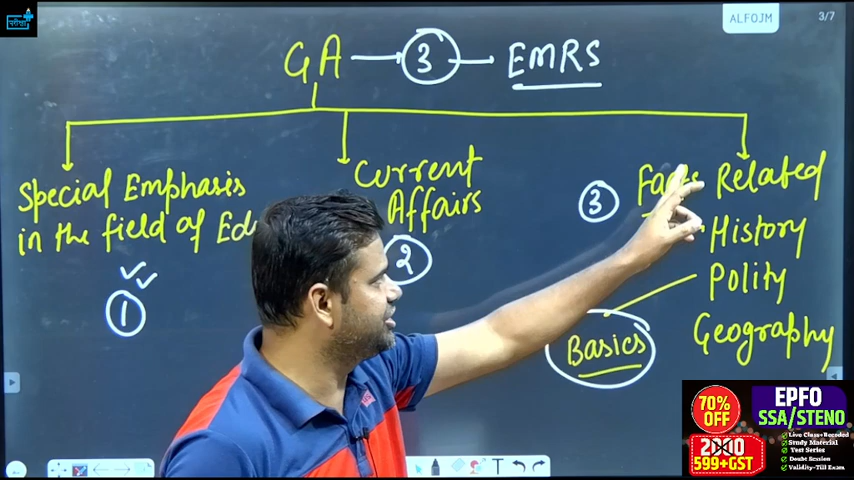 ALFOJM
3/7
GA → 3 → EMRS
Special Emphasis
in the field of Ed
1
Current
Affairs
2
3
Related
History
Polity
Geography
Basics
70%
OFF
EPFO
SSA/STENO
599+GST
Live Class+Recoded
Study Material
Test Series
Doubt Session
Validity-Till Exam
T